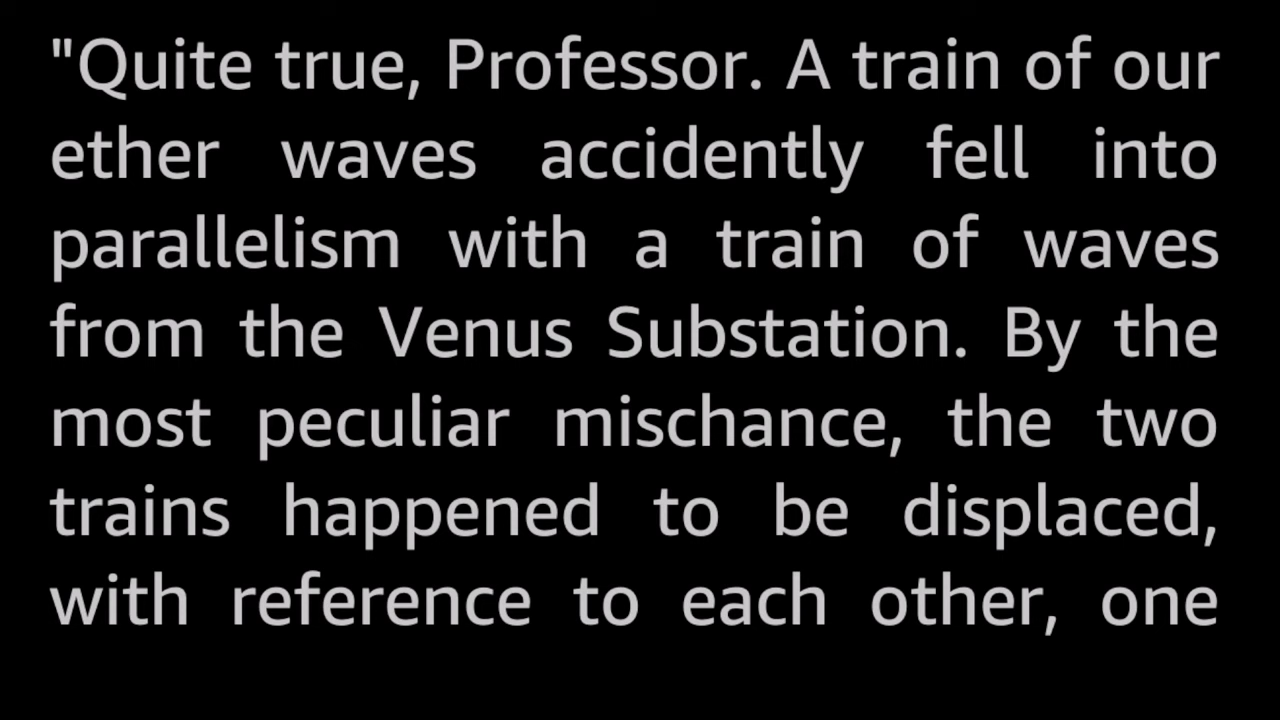 "Quite true, Professor. A train of our
ether waves accidently fell into
parallelism with a train of waves
from the Venus Substation. By the
most peculiar mischance, the two
trains happened to be displaced,
with reference to each other, one